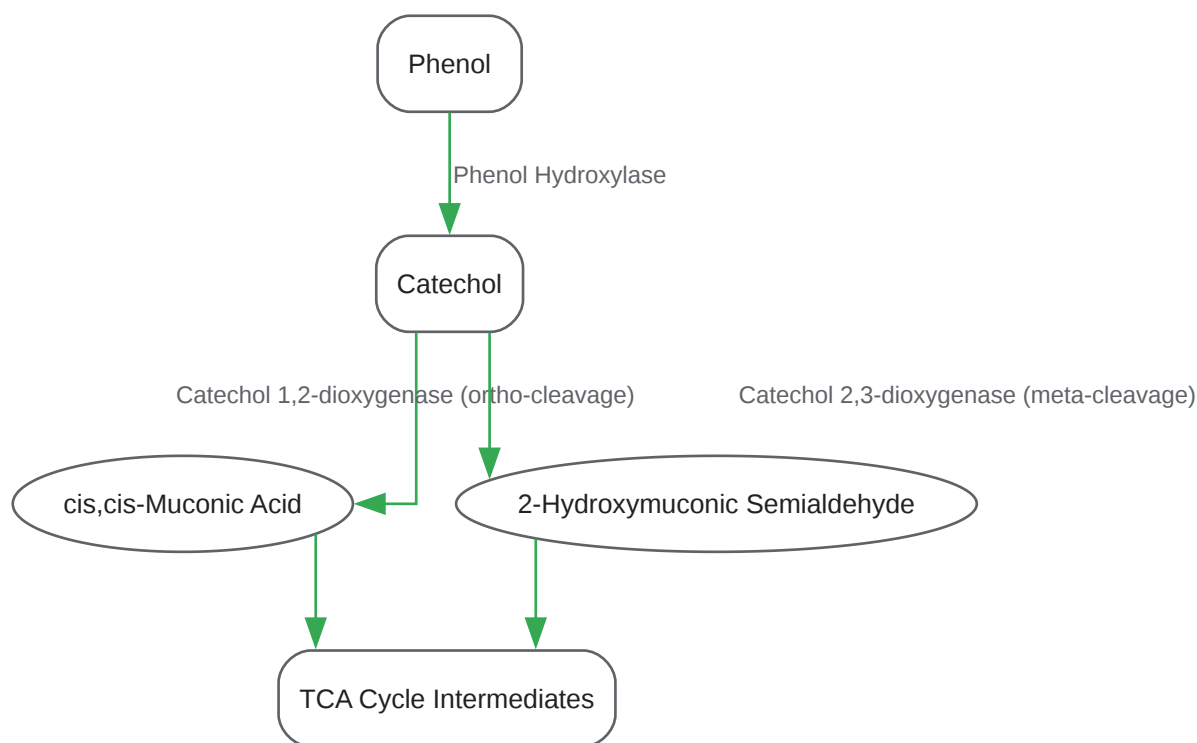 Phenol
Phenol Hydroxylase
Catechol
Catechol 1,2-dioxygenase (ortho-cleavage)
Catechol 2,3-dioxygenase (meta-cleavage)
cis,cis-Muconic Acid
2-Hydroxymuconic Semialdehyde
TCA Cycle Intermediates